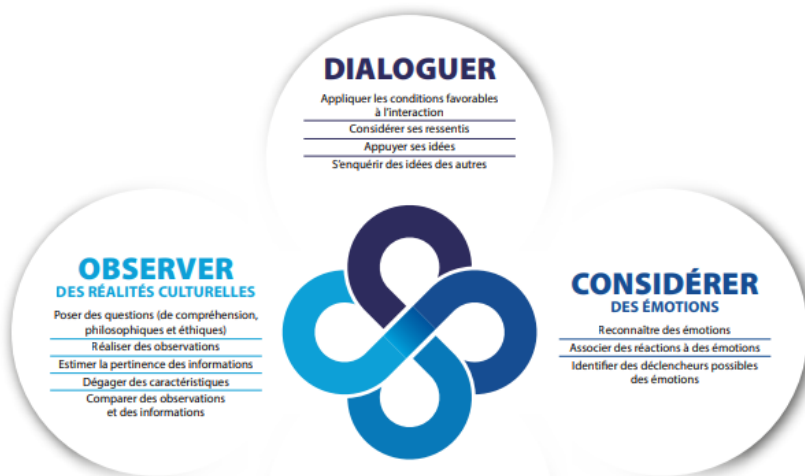 DIALOGUER
Appliquer les conditions favorables
à l'interaction
Considérer ses ressentis
Appuyer ses idées
S'enquérir des idées des autres
OBSERVER
DES RÉALITÉS CULTURELLES
Poser des questions (de compréhension,
philosophiques et éthiques)
Réaliser des observations
Estimer la pertinence des informations
Dégager des caractéristiques
Comparer des observations
et des informations
CONSIDÉRER
DES ÉMOTIONS
Reconnaître des émotions
Associer des réactions à des émotions
Identifier des déclencheurs possibles
des émotions